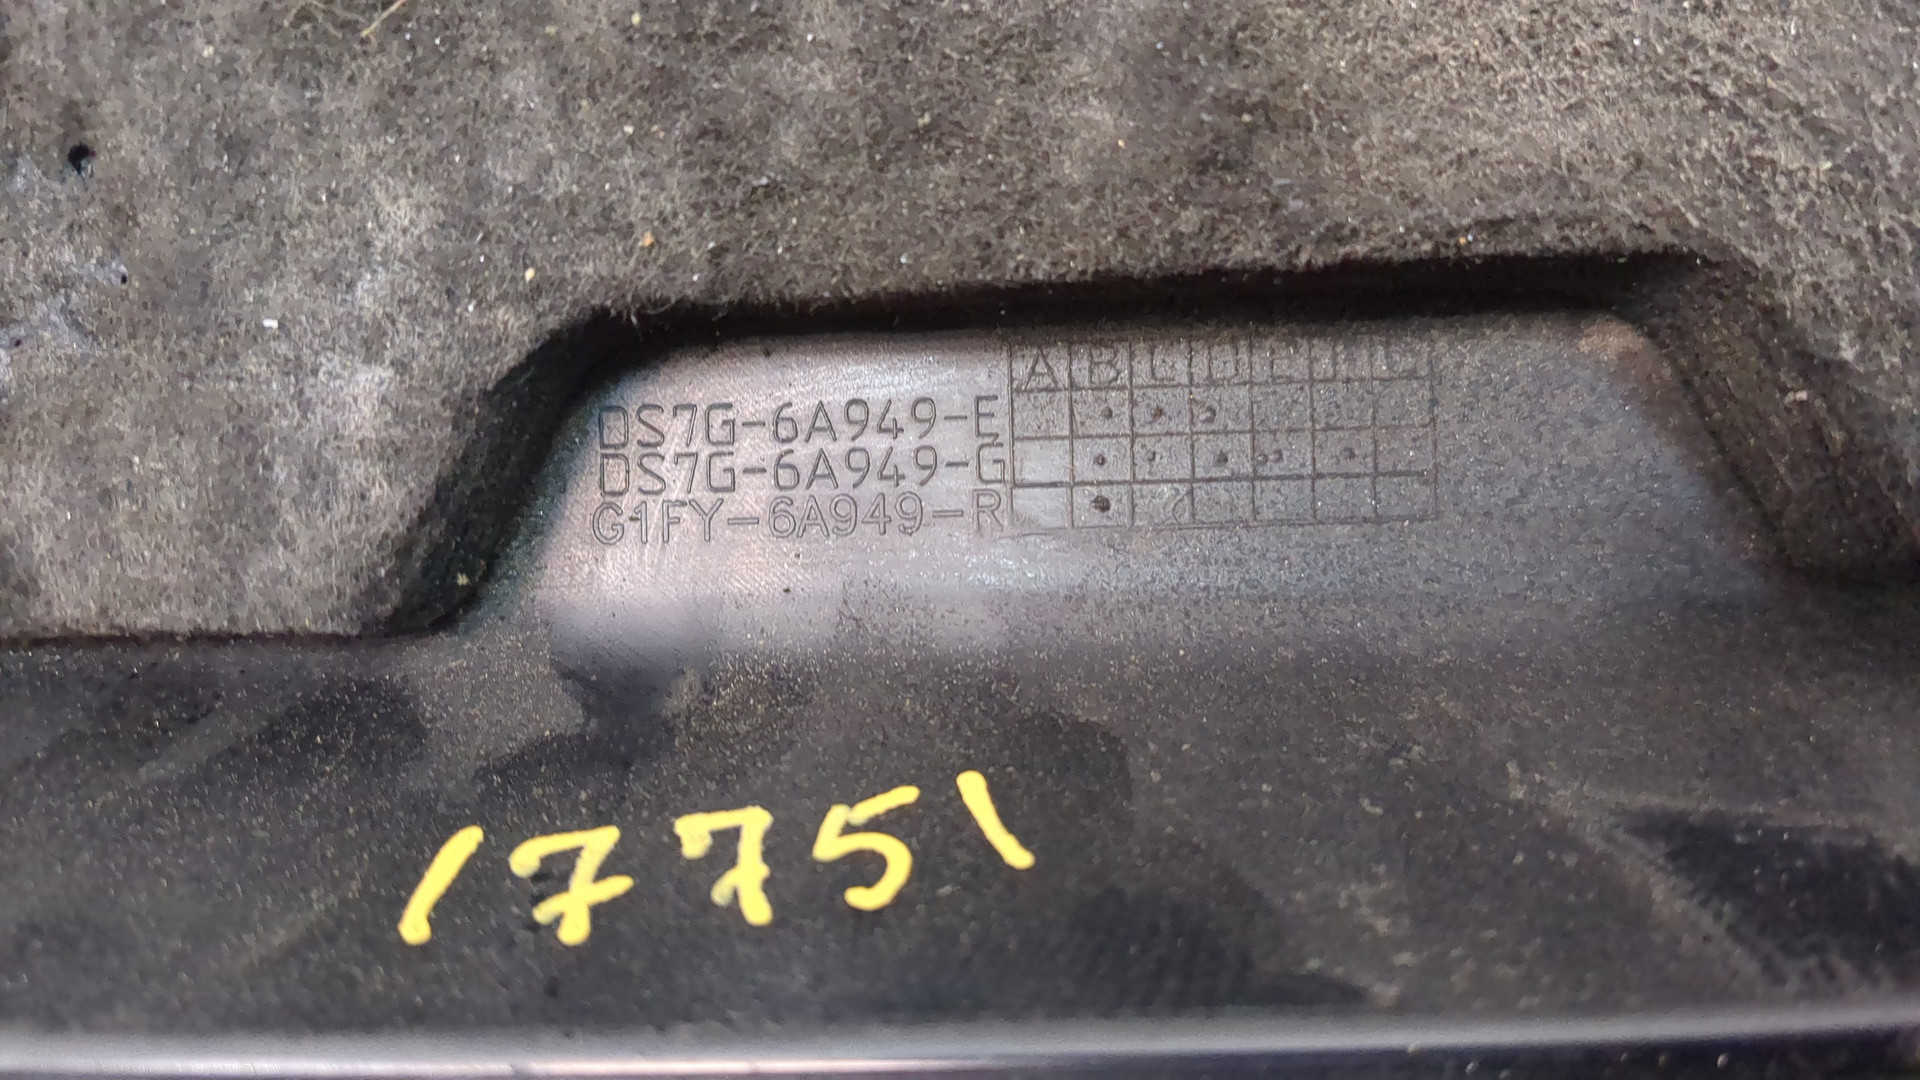 A B C D E
DS7G-6A949-E
DS7G-6A949-G
G1FY-6A949-R
17751